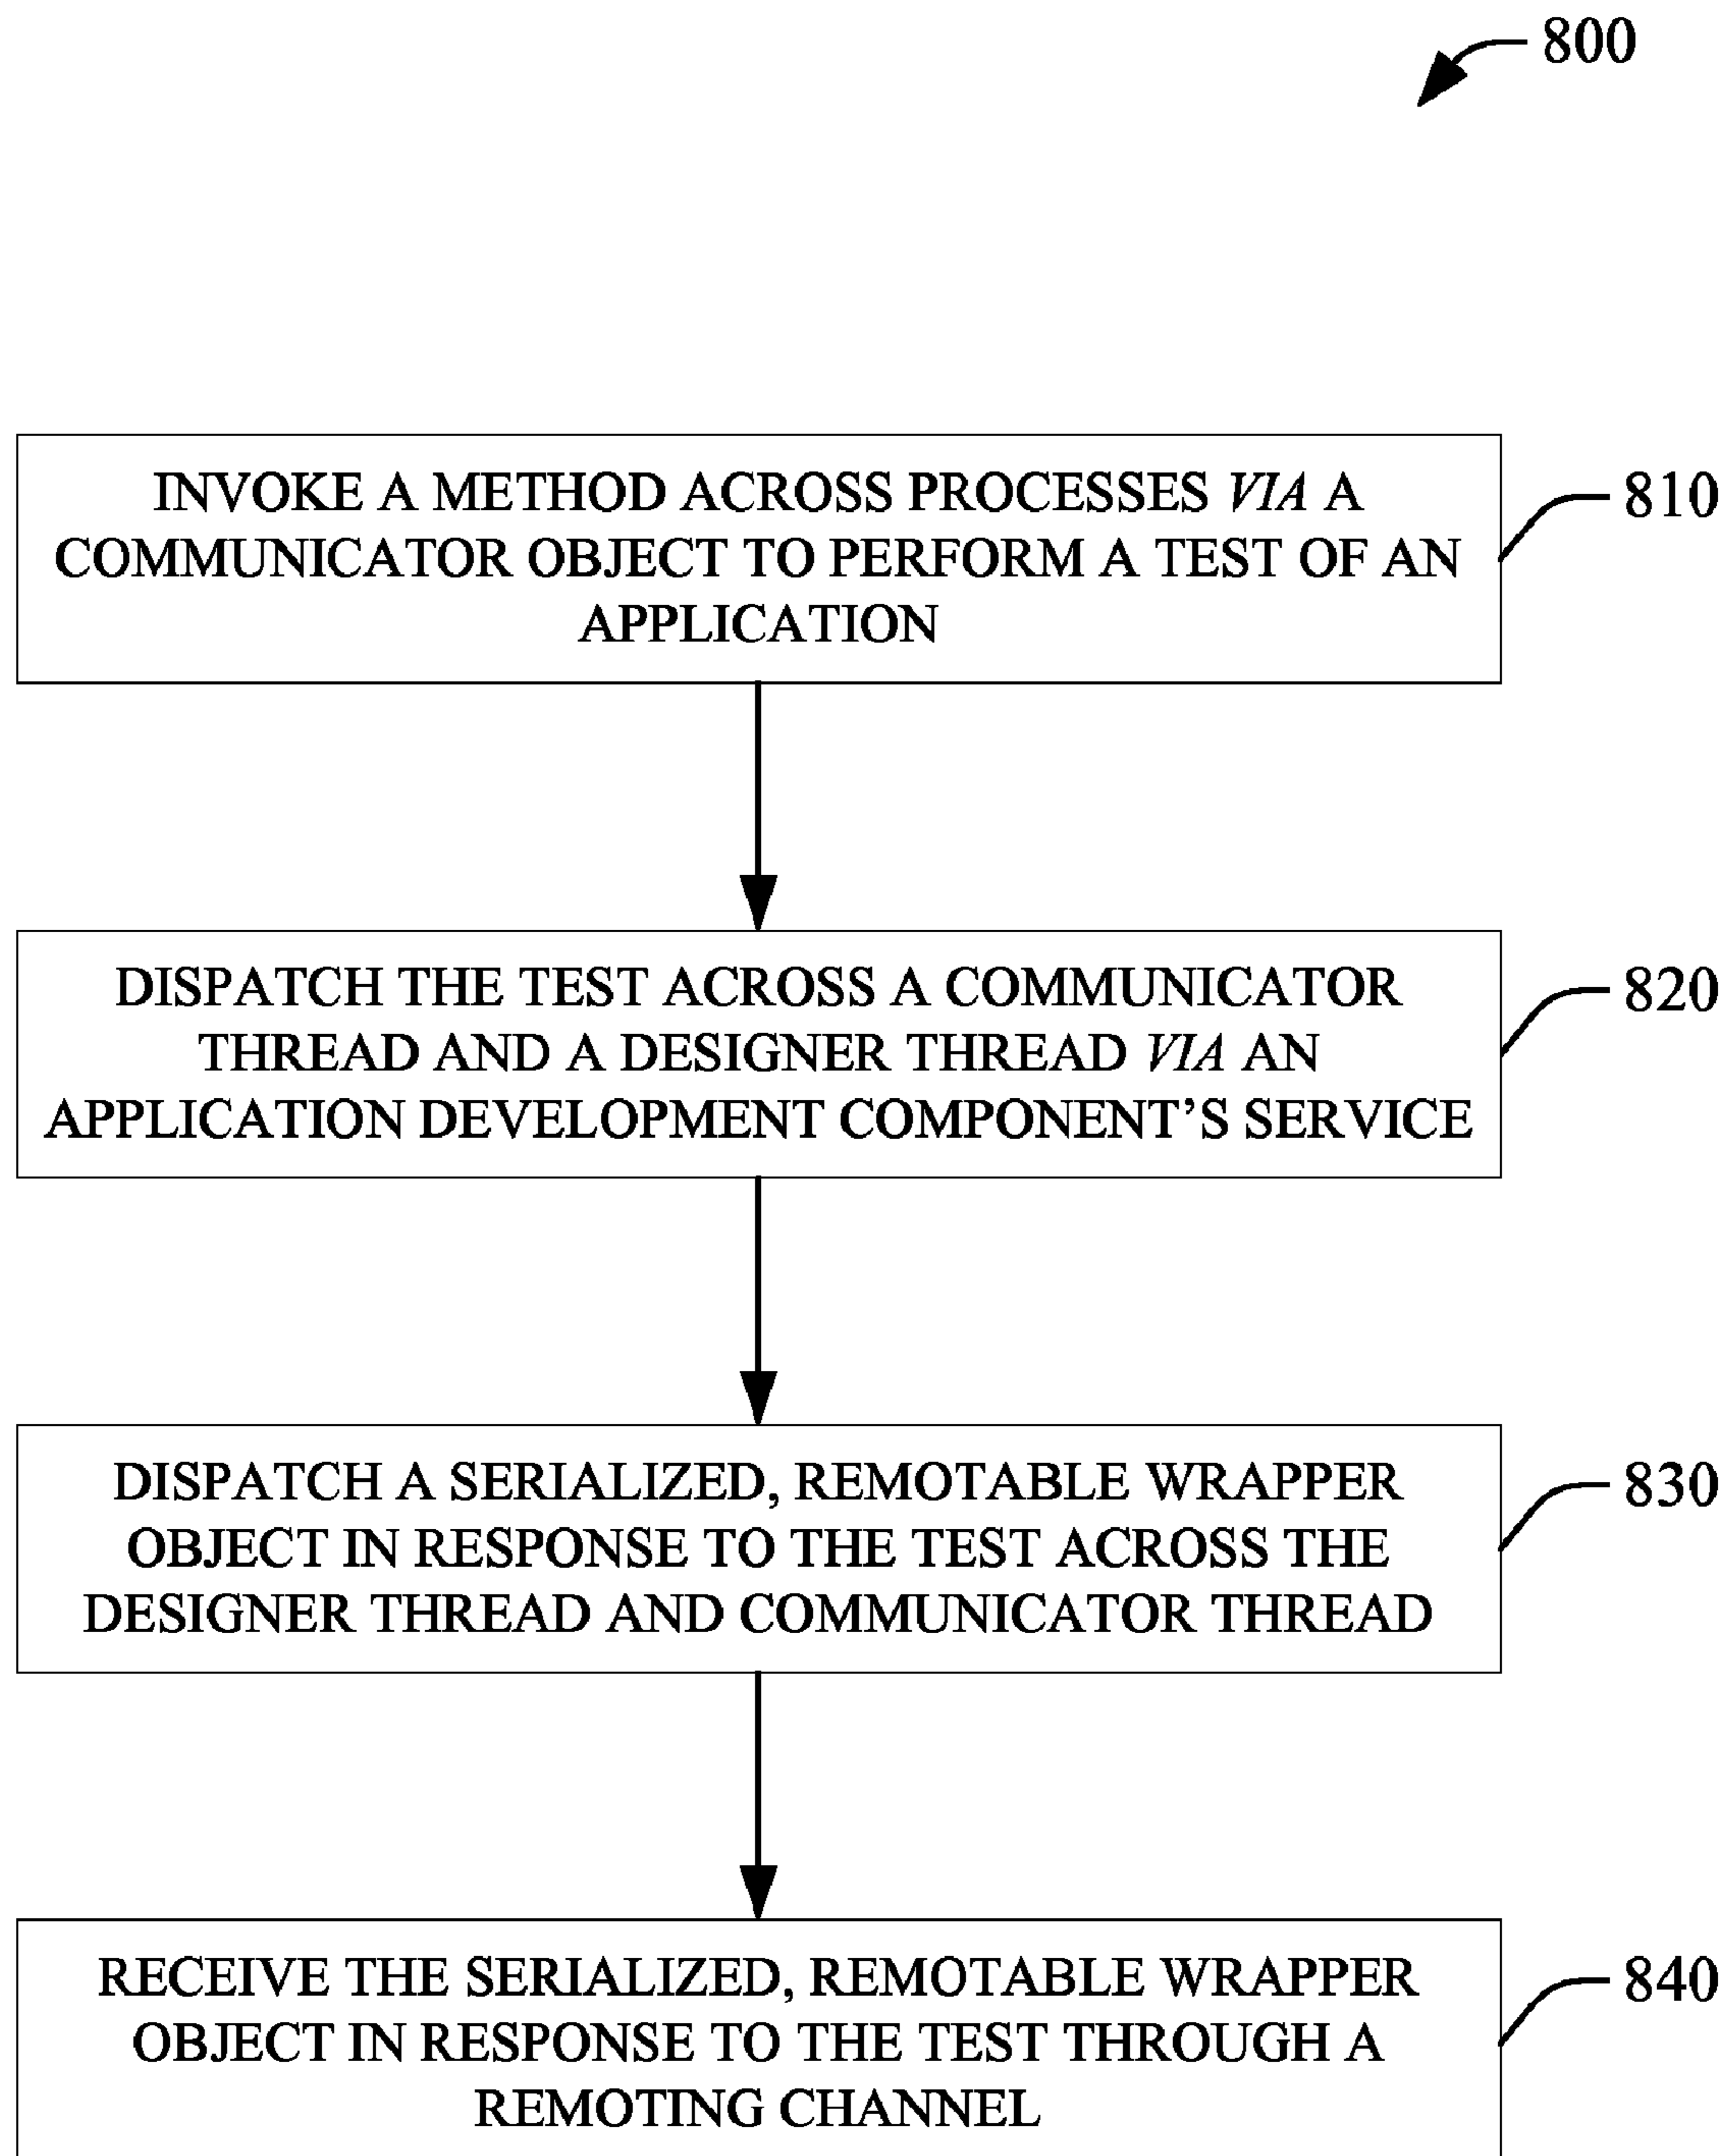 800
INVOKE A METHOD ACROSS PROCESSES VIA A
COMMUNICATOR OBJECT TO PERFORM A TEST OF AN
APPLICATION
810
DISPATCH THE TEST ACROSS A COMMUNICATOR
THREAD AND A DESIGNER THREAD VIA AN
APPLICATION DEVELOPMENT COMPONENT'S SERVICE
820
DISPATCH A SERIALIZED, REMOTABLE WRAPPER
OBJECT IN RESPONSE TO THE TEST ACROSS THE
DESIGNER THREAD AND COMMUNICATOR THREAD
830
RECEIVE THE SERIALIZED, REMOTABLE WRAPPER
OBJECT IN RESPONSE TO THE TEST THROUGH A
REMOTING CHANNEL
840